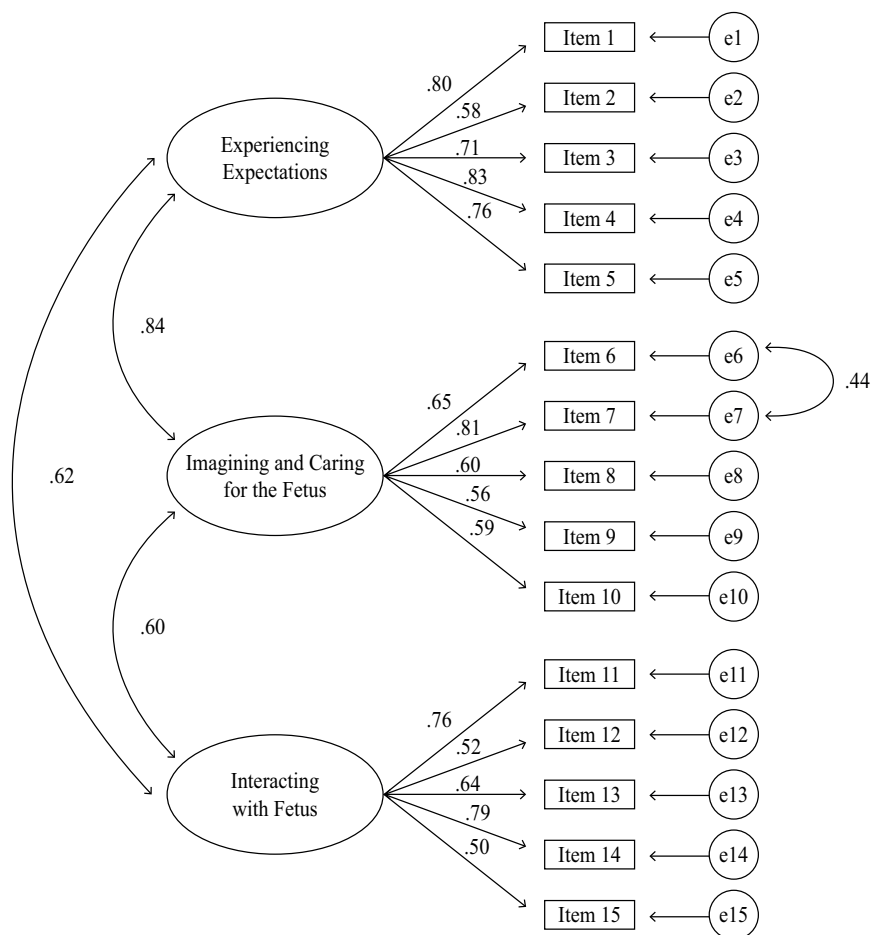 Item 1
e1
.80
Item 2
e2
.58
Experiencing
Expectations
.71
Item 3
e3
.83
Item 4
e4
.76
Item 5
e5
.84
Item 6
e6
.44
.65
Item 7
e7
.81
Imagining and Caring
for the Fetus
.60
Item 8
e8
.62
.56
Item 9
e9
.59
Item 10
e10
.60
Item 11
e11
.76
Item 12
e12
.52
Interacting
with Fetus
.64
Item 13
e13
.79
Item 14
e14
.50
Item 15
e15